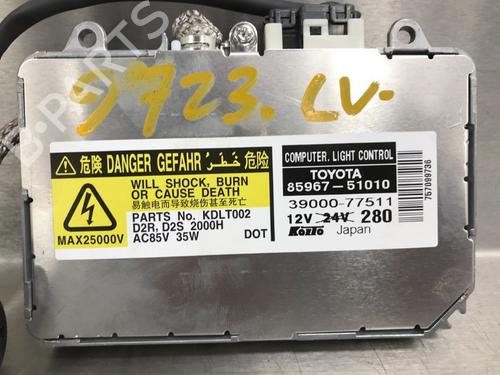 9723. LV-
B-PARTS
危険 DANGER GEFAHR خطر 危险
WILL SHOCK, BURN
OR CAUSE DEATH
易触电而导致烧伤甚至死亡
PARTS No. KDLT002
D2R, D2S 2000H
AC85V 35W DOT
MAX25000V
COMPUTER. LIGHT CONTROL
TOYOTA
85967-51010
39000-77511
12V 24V 280
Koito Japan
767099736